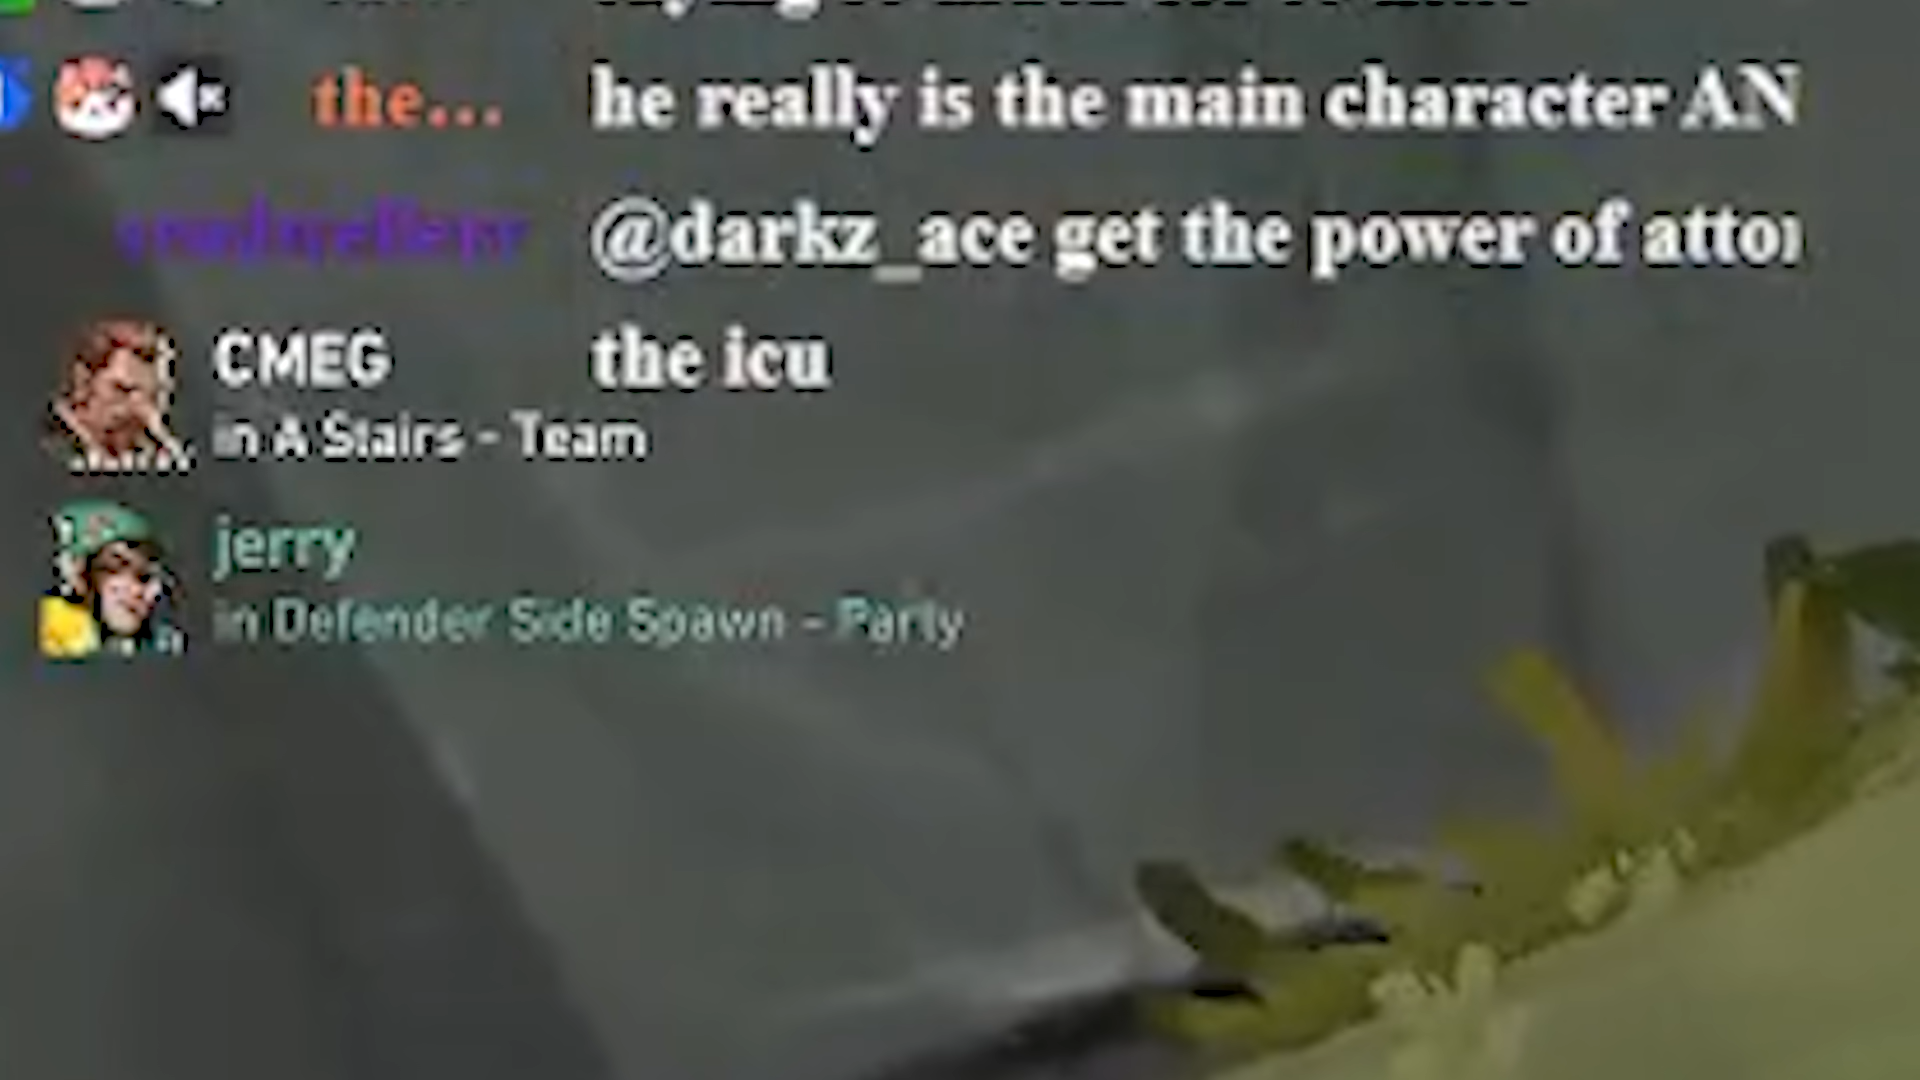 the... he really is the main character AN
@darkz_ace get the power of attor
CMEG the icu
in A Stairs - Team
jerry
in Defender Side Spawn - Party